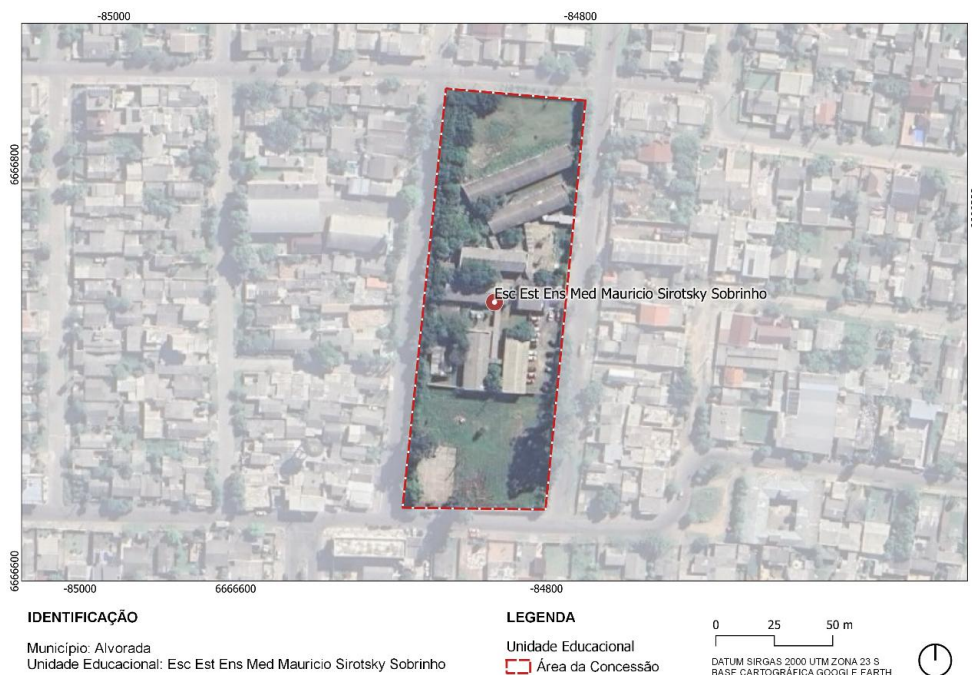 -85000
-84800
6666800
Esc Est Ens Med Mauricio Sirotsky Sobrinho
6666600
-85000
6666600
-84800
IDENTIFICAÇÃO
Município: Alvorada
Unidade Educacional: Esc Est Ens Med Mauricio Sirotsky Sobrinho
LEGENDA
Unidade Educacional
Área da Concessão
0 25 50 m
DATUM SIRGAS 2000 UTM ZONA 23 S
BASE CARTOGRÁFICA GOOGLE EARTH